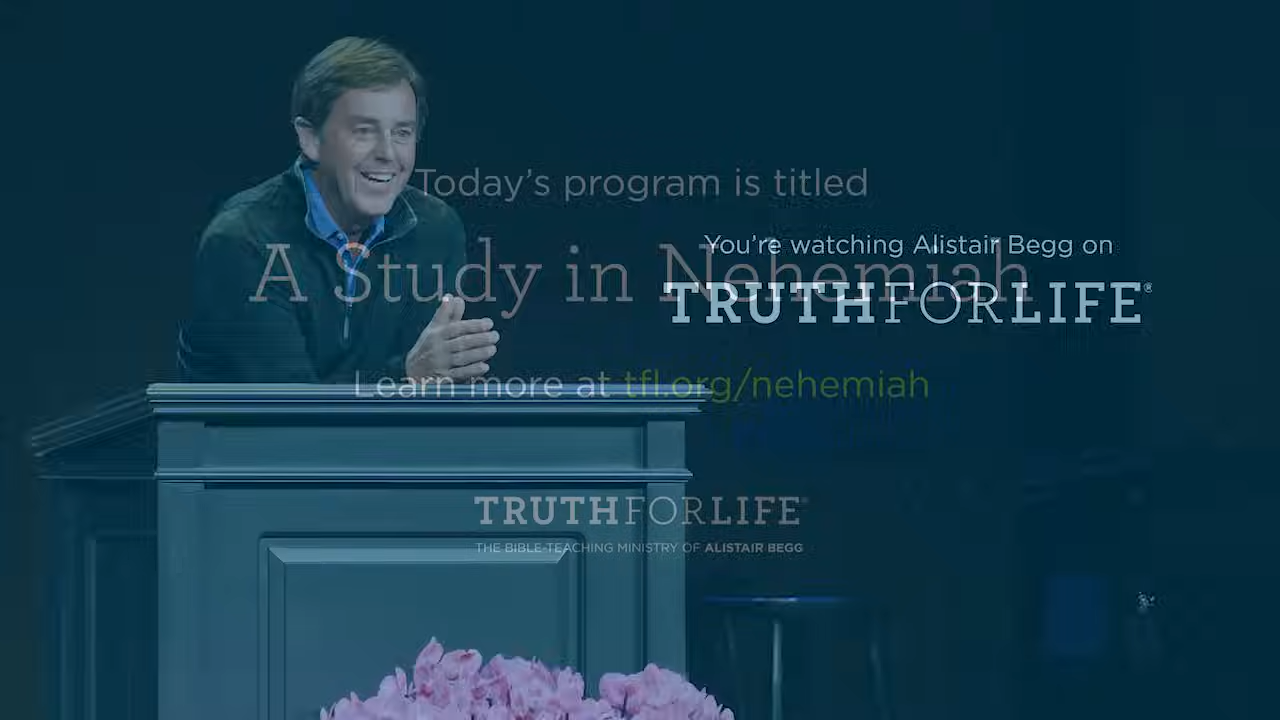 Today's program is titled
A Study in Nehemiah
Learn more at tfl.org/nehemiah
TRUTHFORLIFE®
THE BIBLE-TEACHING MINISTRY OF ALISTAIR BEGG
You're watching Alistair Begg on
TRUTHFORLIFE®